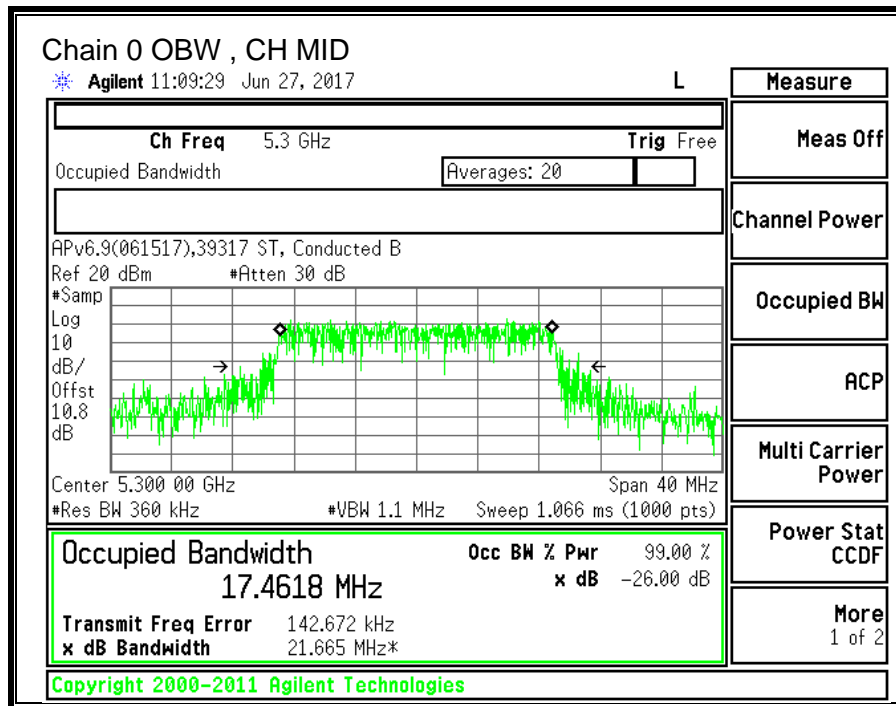 Chain 0 OBW , CH MID
Agilent 11:09:29 Jun 27, 2017 L
Measure
Ch Freq 5.3 GHz Trig Free
Meas Off
Occupied Bandwidth Averages: 20
Channel Power
APv6.9(061517),39317 ST, Conducted B
Ref 20 dBm #Atten 30 dB
#Samp
Log
10
dB/
Offst
10.8
dB
Occupied BW
ACP
Multi Carrier
Power
Center 5.300 00 GHz Span 40 MHz
#Res BW 360 kHz #VBW 1.1 MHz Sweep 1.066 ms (1000 pts)
Power Stat
CCDF
Occupied Bandwidth Occ BW % Pwr 99.00 %
17.4618 MHz x dB -26.00 dB
Transmit Freq Error 142.672 kHz
x dB Bandwidth 21.665 MHz*
More
1 of 2
Copyright 2000-2011 Agilent Technologies